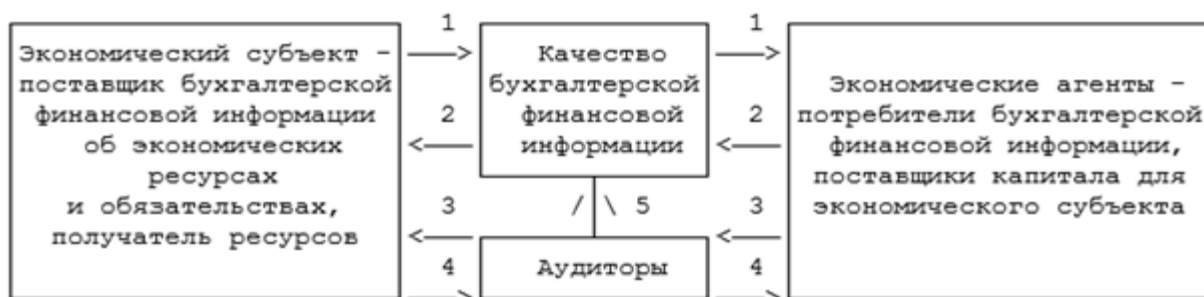 1
1
Экономический субъект -
поставщик бухгалтерской
финансовой информации
об экономических
ресурсах
и обязательствах,
получатель ресурсов
Качество
бухгалтерской
финансовой
информации
Экономические агенты -
потребители бухгалтерской
финансовой информации,
поставщики капитала для
экономического субъекта
2
2
3
/ \ 5
3
4
Аудиторы
4